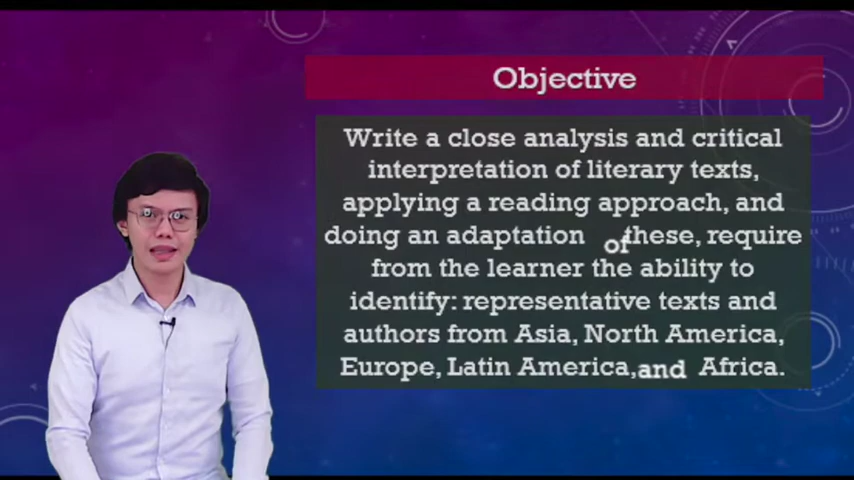 Objective
Write a close analysis and critical
interpretation of literary texts,
applying a reading approach, and
doing an adaptation of these, require
from the learner the ability to
identify: representative texts and
authors from Asia, North America,
Europe, Latin America, and Africa.